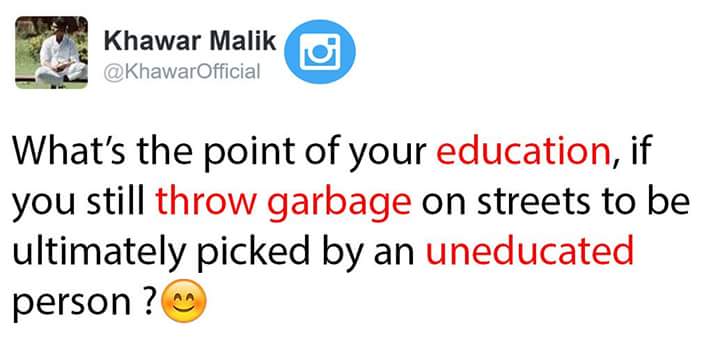 Khawar Malik
@KhawarOfficial
What's the point of your education, if
you still throw garbage on streets to be
ultimately picked by an uneducated
person ?😊